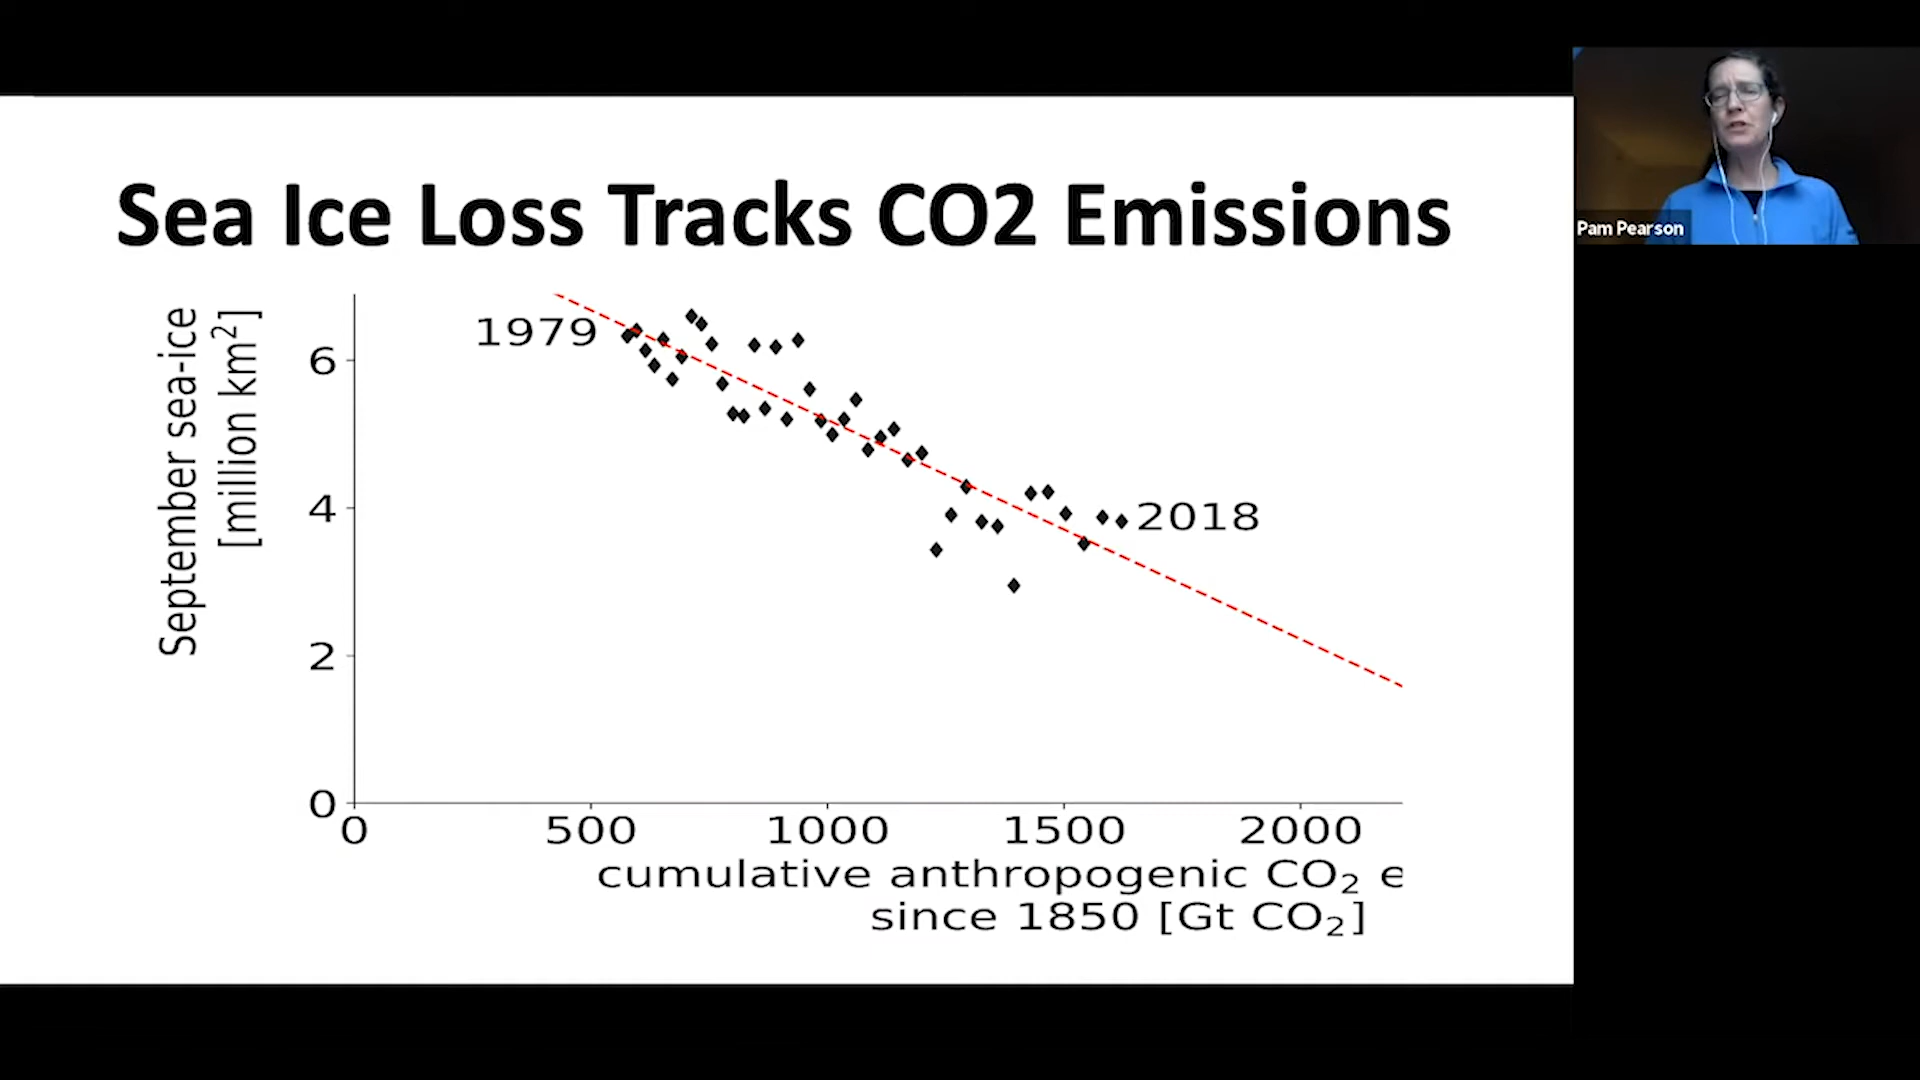 Sea Ice Loss Tracks CO2 Emissions
Pam Pearson
September sea-ice
[million km²]
1979
2018
6
4
2
0
0 500 1000 1500 2000
cumulative anthropogenic CO₂ e
since 1850 [Gt CO₂]